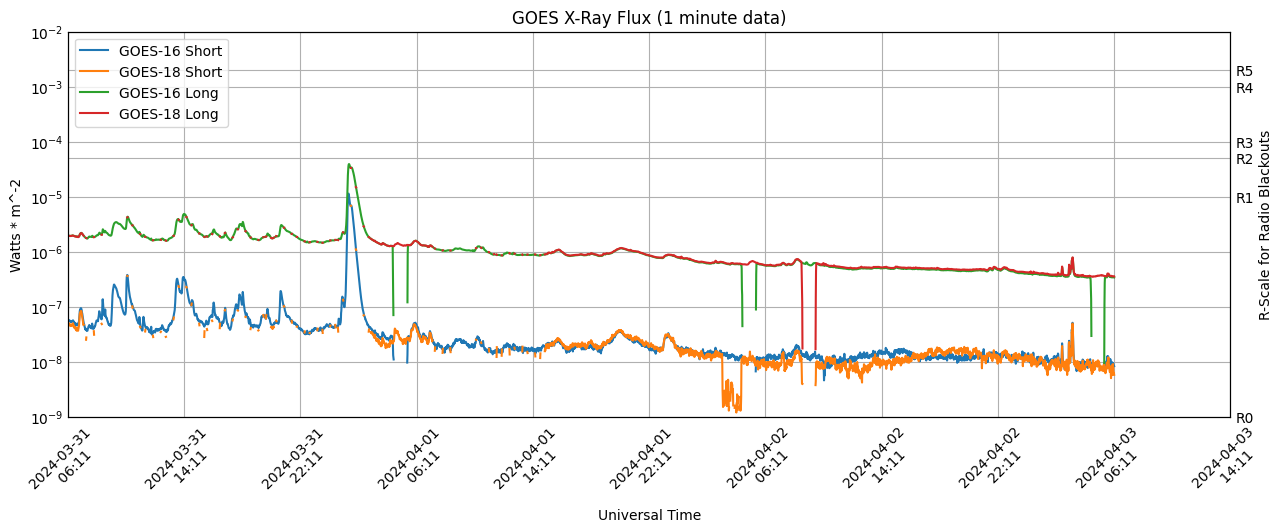 GOES X-Ray Flux (1 minute data)
GOES-16 Short
GOES-18 Short
GOES-16 Long
GOES-18 Long
Watts * m^-2
10^-2
10^-3
10^-4
10^-5
10^-6
10^-7
10^-8
10^-9
R5
R4
R3
R2
R1
R0
R-Scale for Radio Blackouts
2024-03-31
06:11
2024-03-31
14:11
2024-03-31
22:11
2024-04-01
06:11
2024-04-01
14:11
2024-04-01
22:11
2024-04-02
06:11
2024-04-02
14:11
2024-04-02
22:11
2024-04-03
06:11
2024-04-03
14:11
Universal Time